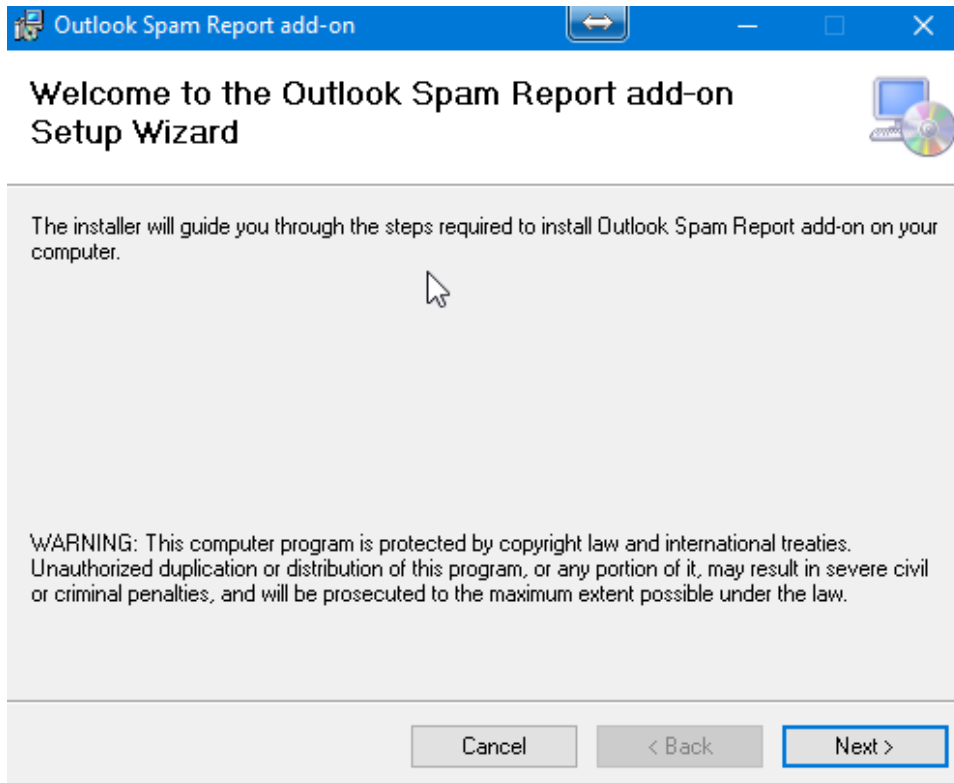 Outlook Spam Report add-on
Welcome to the Outlook Spam Report add-on
Setup Wizard
The installer will guide you through the steps required to install Outlook Spam Report add-on on your
computer.
WARNING: This computer program is protected by copyright law and international treaties.
Unauthorized duplication or distribution of this program, or any portion of it, may result in severe civil
or criminal penalties, and will be prosecuted to the maximum extent possible under the law.
Cancel
< Back
Next >